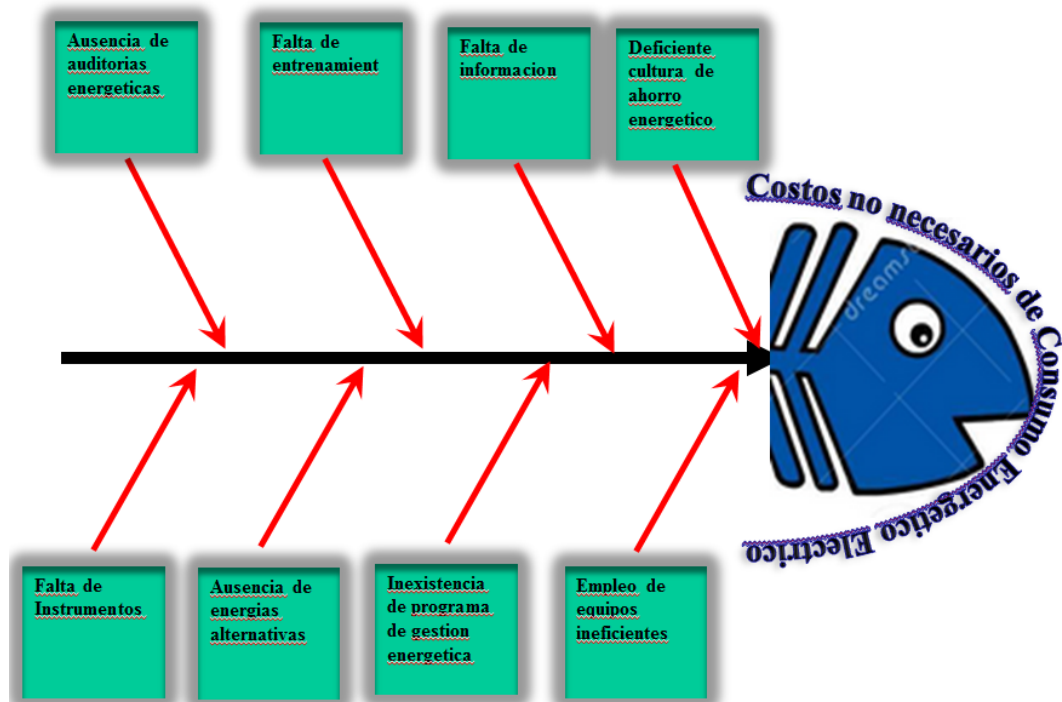 Ausencia de
auditorias
energeticas
Falta de
entrenamient
Falta de
informacion
Deficiente
cultura de
ahorro
energetico
Costos no necesarios de Consumo Energetico Electrico
Falta de
Instrumentos
Ausencia de
energias
alternativas
Inexistencia
de programa
de gestion
energetica
Empleo de
equipos
ineficientes